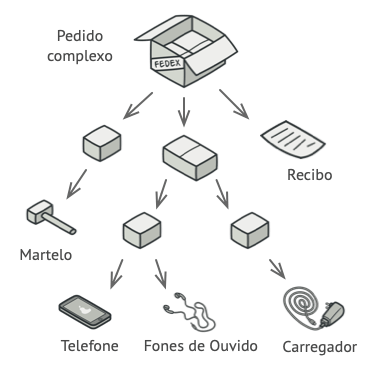 Pedido
complexo
FEDEX
Recibo
Martelo
Telefone
Fones de Ouvido
Carregador